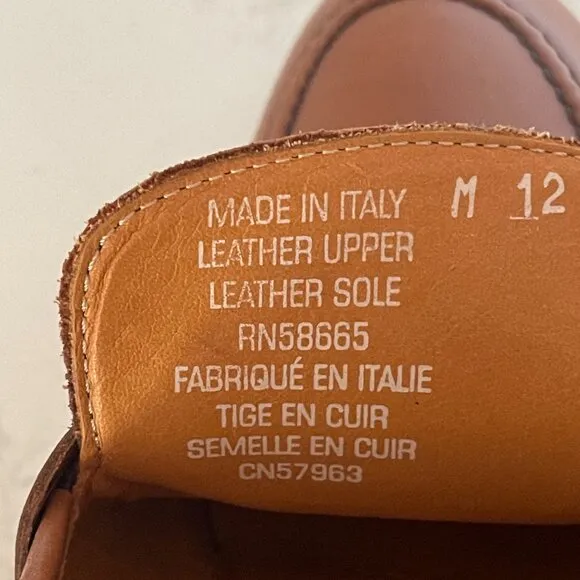 MADE IN ITALY M 12
LEATHER UPPER
LEATHER SOLE
RN58665
FABRIQUÉ EN ITALIE
TIGE EN CUIR
SEMELLE EN CUIR
CN57963